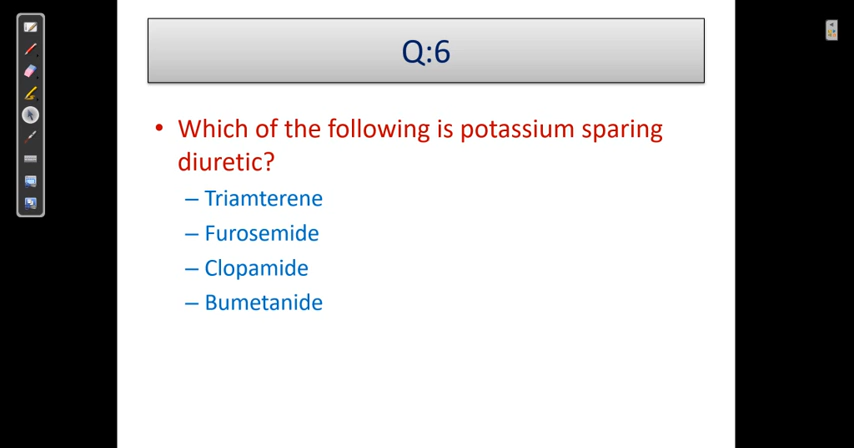 Q:6
• Which of the following is potassium sparing
diuretic?
– Triamterene
– Furosemide
– Clopamide
– Bumetanide